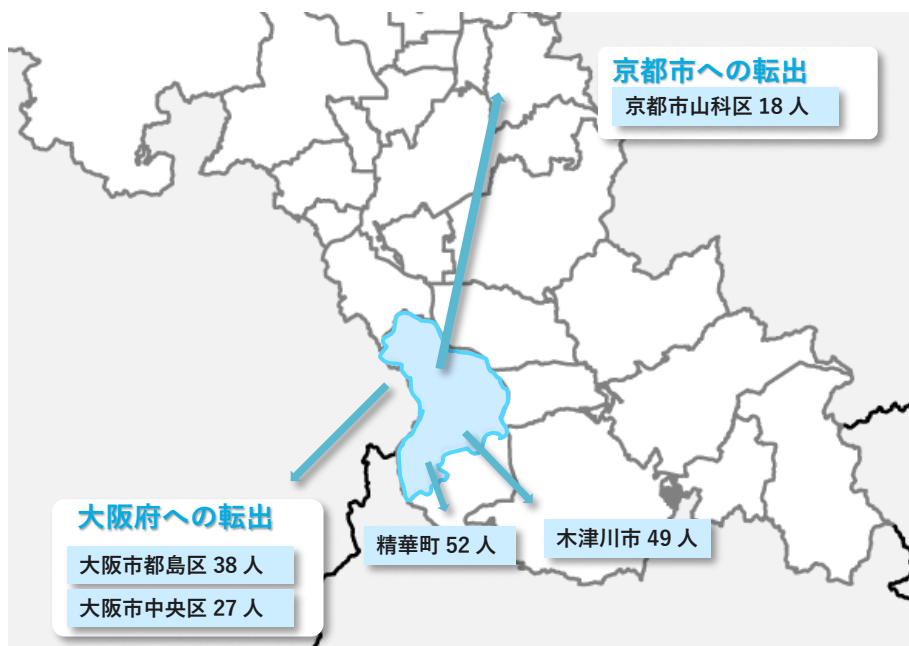 京都市への転出
京都市山科区 18 人
大阪府への転出
大阪市都島区 38 人
大阪市中央区 27 人
精華町 52 人
木津川市 49 人